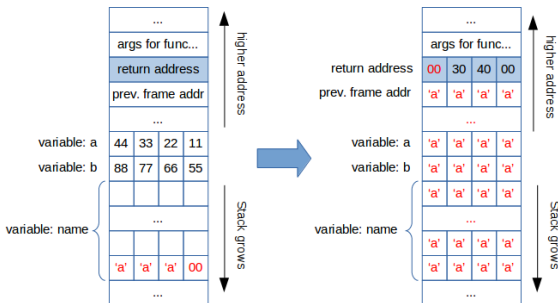 ...
args for func...
return address
prev. frame addr
...
variable: a 44 33 22 11
variable: b 88 77 66 55
...
variable: name
'a' 'a' 'a' 00
...
higher address
Stack grows
...
args for func...
return address 00 30 40 00
prev. frame addr 'a' 'a' 'a' 'a'
...
variable: a 'a' 'a' 'a' 'a'
variable: b 'a' 'a' 'a' 'a'
'a' 'a' 'a' 'a'
...
variable: name
'a' 'a' 'a' 'a'
'a' 'a' 'a' 'a'
...
higher address
Stack grows